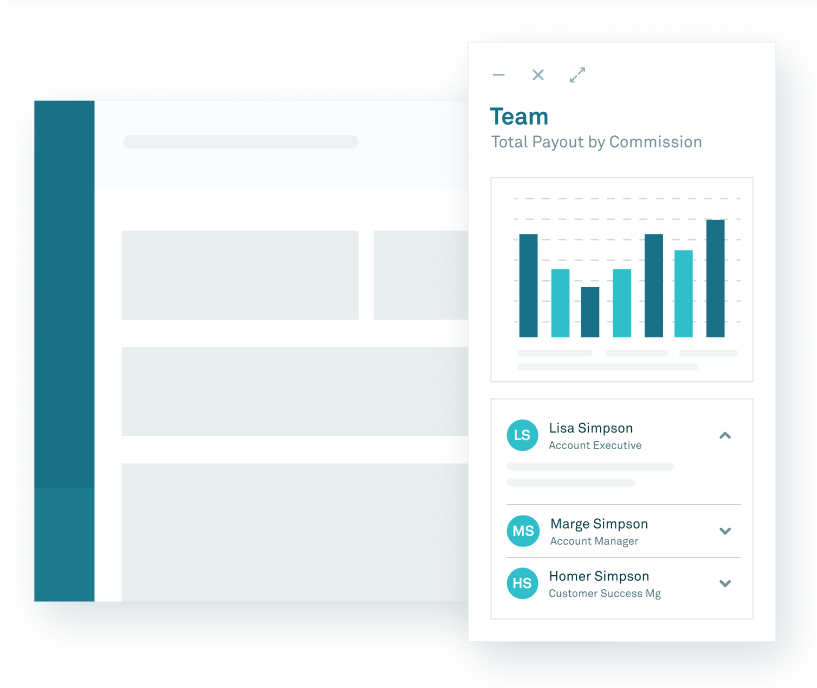 Team
Total Payout by Commission
LS
Lisa Simpson
Account Executive
MS
Marge Simpson
Account Manager
HS
Homer Simpson
Customer Success Mg